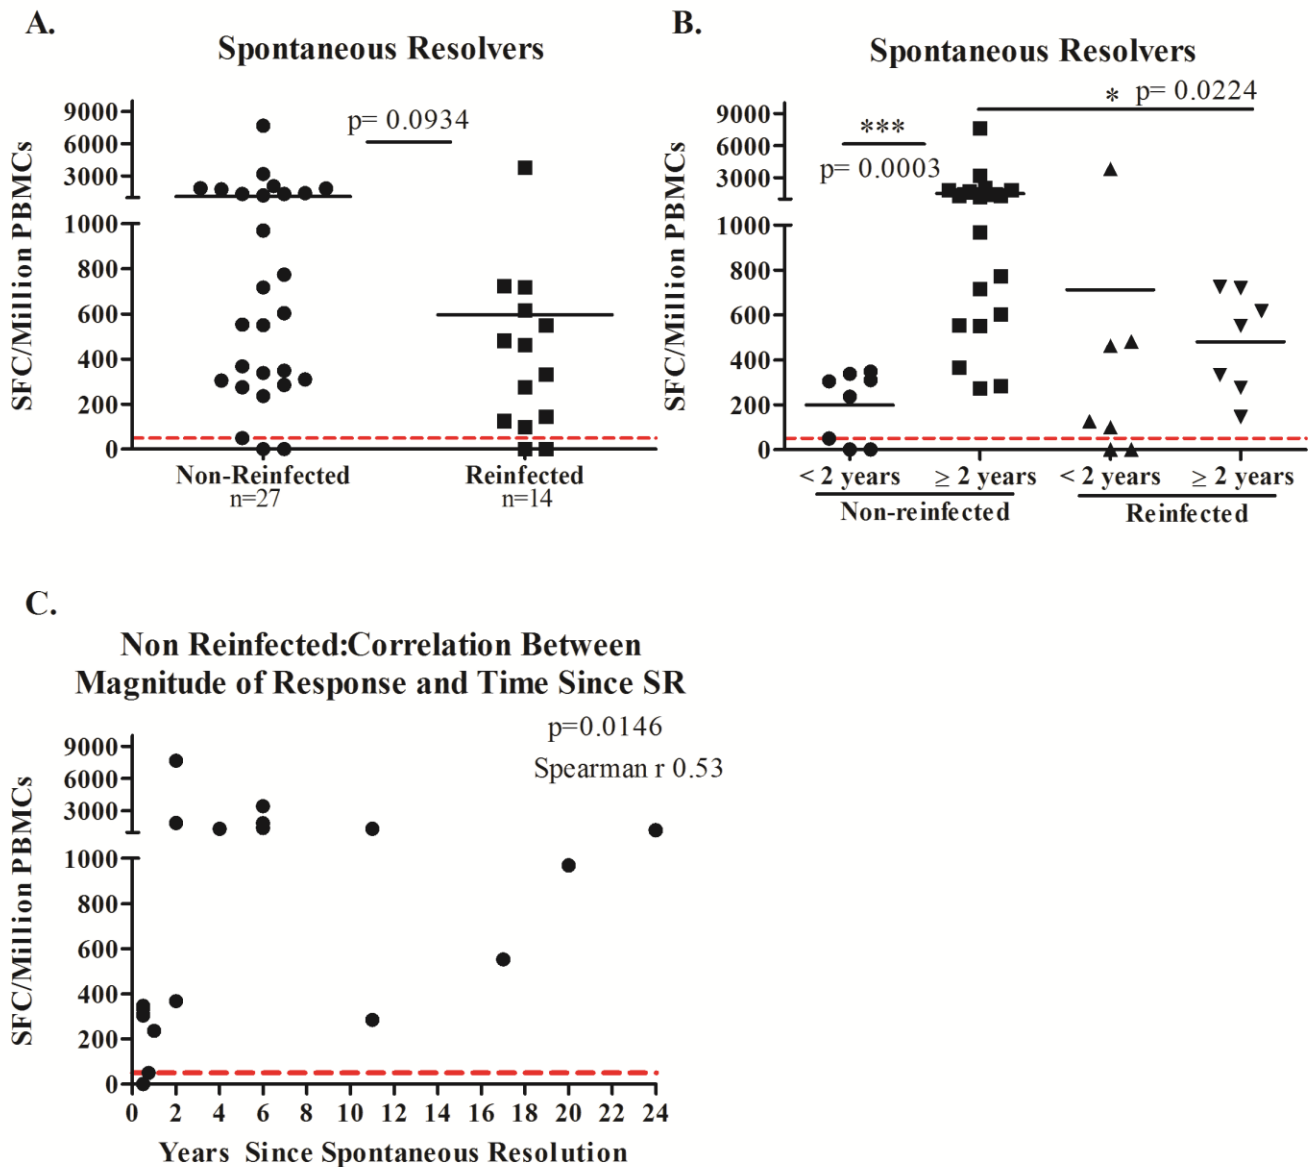 A.
Spontaneous Resolvers
SFC/Million PBMCs
9000
6000
3000
1000
800
600
400
200
0
p= 0.0934
Non-Reinfected
n=27
Reinfected
n=14
B.
Spontaneous Resolvers
SFC/Million PBMCs
9000
6000
3000
1000
800
600
400
200
0
* p= 0.0224
***
p= 0.0003
< 2 years ≥ 2 years < 2 years ≥ 2 years
Non-reinfected Reinfected
C.
Non Reinfected:Correlation Between
Magnitude of Response and Time Since SR
p=0.0146
Spearman r 0.53
SFC/Million PBMCs
9000
6000
3000
1000
800
600
400
200
0
0 2 4 6 8 10 12 14 16 18 20 22 24
Years Since Spontaneous Resolution